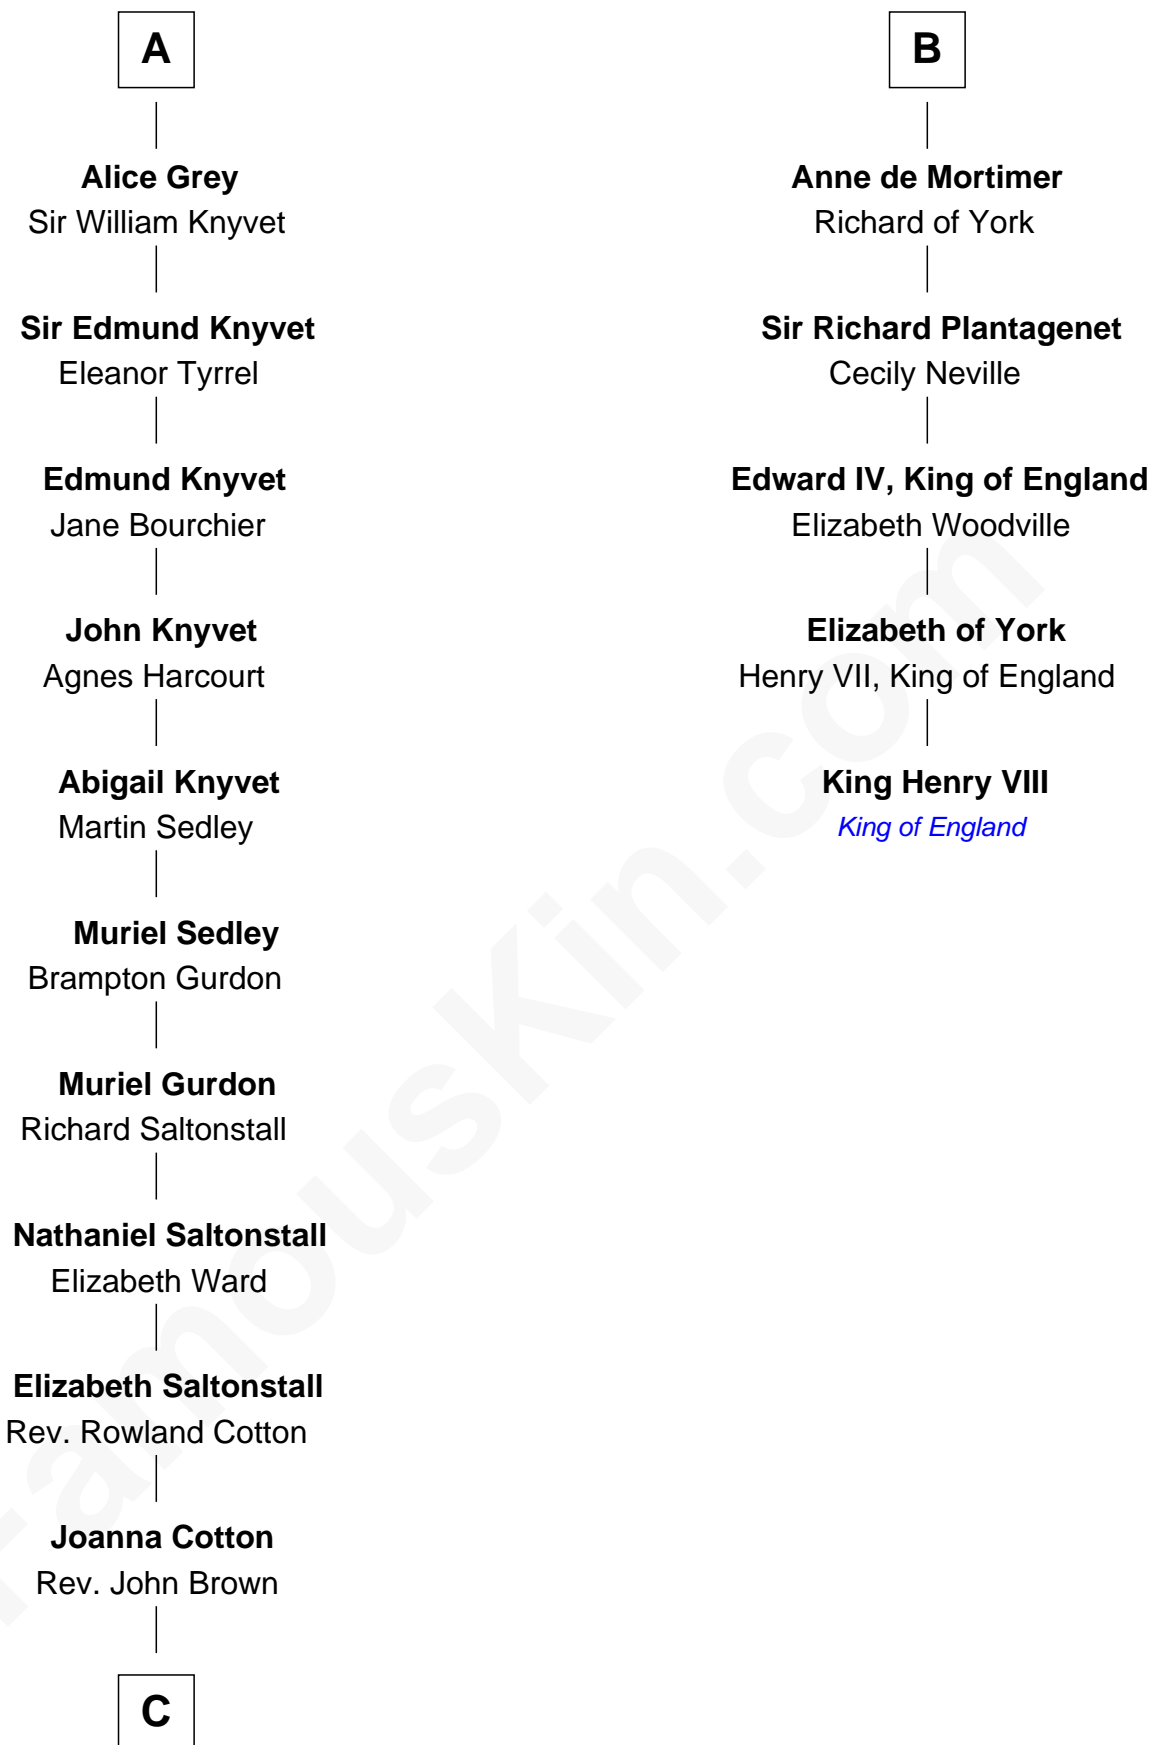 A
Alice Grey
Sir William Knyvet
Sir Edmund Knyvet
Eleanor Tyrrel
Edmund Knyvet
Jane Bourchier
John Knyvet
Agnes Harcourt
Abigail Knyvet
Martin Sedley
Muriel Sedley
Brampton Gurdon
Muriel Gurdon
Richard Saltonstall
Nathaniel Saltonstall
Elizabeth Ward
Elizabeth Saltonstall
Rev. Rowland Cotton
Joanna Cotton
Rev. John Brown
C
B
Anne de Mortimer
Richard of York
Sir Richard Plantagenet
Cecily Neville
Edward IV, King of England
Elizabeth Woodville
Elizabeth of York
Henry VII, King of England
King Henry VIII
King of England
FamousKin.com